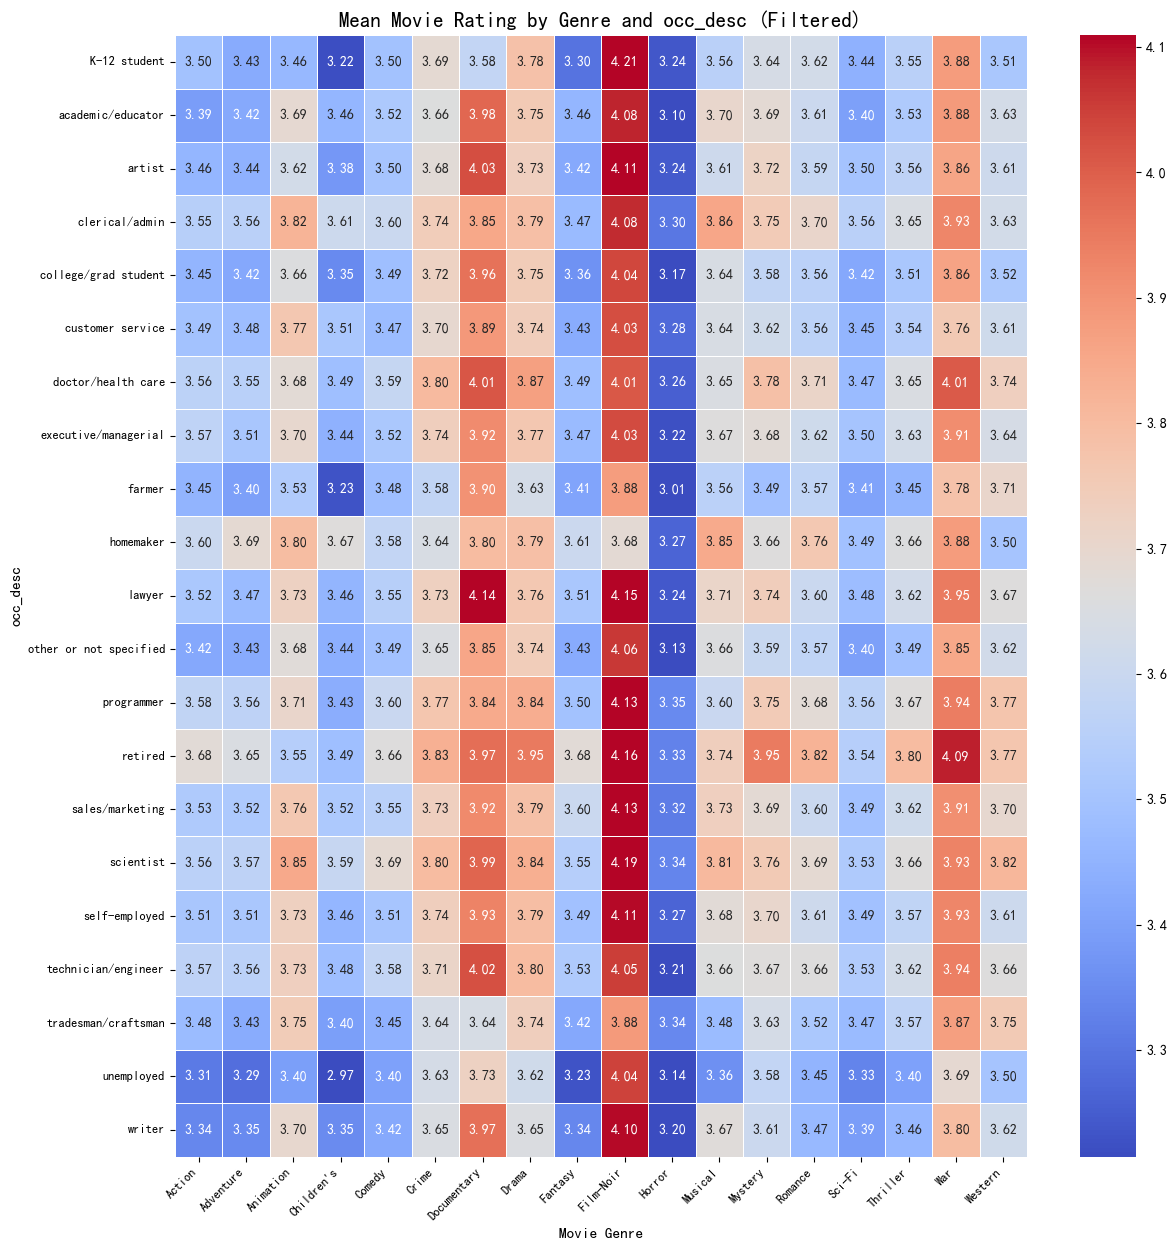 Mean Movie Rating by Genre and occ_desc (Filtered)
K-12 student 3.50 3.43 3.46 3.22 3.50 3.69 3.58 3.78 3.30 4.21 3.24 3.56 3.64 3.62 3.44 3.55 3.88 3.51
academic/educator 3.39 3.42 3.69 3.46 3.52 3.66 3.98 3.75 3.46 4.08 3.10 3.70 3.69 3.61 3.40 3.53 3.88 3.63
artist 3.46 3.44 3.62 3.38 3.50 3.68 4.03 3.73 3.42 4.11 3.24 3.61 3.72 3.59 3.50 3.56 3.86 3.61
clerical/admin 3.55 3.56 3.82 3.61 3.60 3.74 3.85 3.79 3.47 4.08 3.30 3.86 3.75 3.70 3.56 3.65 3.93 3.63
college/grad student 3.45 3.42 3.66 3.35 3.49 3.72 3.96 3.75 3.36 4.04 3.17 3.64 3.58 3.56 3.42 3.51 3.86 3.52
customer service 3.49 3.48 3.77 3.51 3.47 3.70 3.89 3.74 3.43 4.03 3.28 3.64 3.62 3.56 3.45 3.54 3.76 3.61
doctor/health care 3.56 3.55 3.68 3.49 3.59 3.80 4.01 3.87 3.49 4.01 3.26 3.65 3.78 3.71 3.47 3.65 4.01 3.74
executive/managerial 3.57 3.51 3.70 3.44 3.52 3.74 3.92 3.77 3.47 4.03 3.22 3.67 3.68 3.62 3.50 3.63 3.91 3.64
farmer 3.45 3.40 3.53 3.23 3.48 3.58 3.90 3.63 3.41 3.88 3.01 3.56 3.49 3.57 3.41 3.45 3.78 3.71
homemaker 3.60 3.69 3.80 3.67 3.58 3.64 3.80 3.79 3.61 3.68 3.27 3.85 3.66 3.76 3.49 3.66 3.88 3.50
lawyer 3.52 3.47 3.73 3.46 3.55 3.73 4.14 3.76 3.51 4.15 3.24 3.71 3.74 3.60 3.48 3.62 3.95 3.67
other or not specified 3.42 3.43 3.68 3.44 3.49 3.65 3.85 3.74 3.43 4.06 3.13 3.66 3.59 3.57 3.40 3.49 3.85 3.62
programmer 3.58 3.56 3.71 3.43 3.60 3.77 3.84 3.84 3.50 4.13 3.35 3.60 3.75 3.68 3.56 3.67 3.94 3.77
retired 3.68 3.65 3.55 3.49 3.66 3.83 3.97 3.95 3.68 4.16 3.33 3.74 3.95 3.82 3.54 3.80 4.09 3.77
sales/marketing 3.53 3.52 3.76 3.52 3.55 3.73 3.92 3.79 3.60 4.13 3.32 3.73 3.69 3.60 3.49 3.62 3.91 3.70
scientist 3.56 3.57 3.85 3.59 3.69 3.80 3.99 3.84 3.55 4.19 3.34 3.81 3.76 3.69 3.53 3.66 3.93 3.82
self-employed 3.51 3.51 3.73 3.46 3.51 3.74 3.93 3.79 3.49 4.11 3.27 3.68 3.70 3.61 3.49 3.57 3.93 3.61
technician/engineer 3.57 3.56 3.73 3.48 3.58 3.71 4.02 3.80 3.53 4.05 3.21 3.66 3.67 3.66 3.53 3.62 3.94 3.66
tradesman/craftsman 3.48 3.43 3.75 3.40 3.45 3.64 3.64 3.74 3.42 3.88 3.34 3.48 3.63 3.52 3.47 3.57 3.87 3.75
unemployed 3.31 3.29 3.40 2.97 3.40 3.63 3.73 3.62 3.23 4.04 3.14 3.36 3.58 3.45 3.33 3.40 3.69 3.50
writer 3.34 3.35 3.70 3.35 3.42 3.65 3.97 3.65 3.34 4.10 3.20 3.67 3.61 3.47 3.39 3.46 3.80 3.62
occ_desc
Action Adventure Animation Children's Comedy Crime Documentary Drama Fantasy Film-Noir Horror Musical Mystery Romance Sci-Fi Thriller War Western
Movie Genre
4.1
4.0
3.9
3.8
3.7
3.6
3.5
3.4
3.3